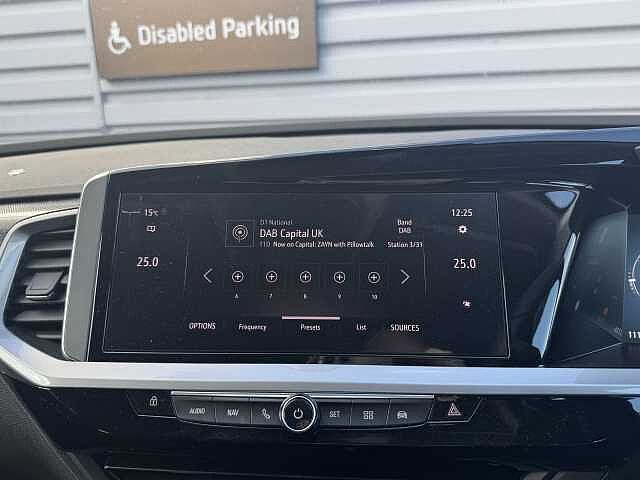 Disabled Parking
15°C
D1 National
DAB Capital UK
Now on Capital: ZAYN with Pillowtalk
Band
DAB
Station 3/31
12:25
25.0
25.0
6 7 8 9 10
OPTIONS Frequency Presets List SOURCES
AUDIO NAV SET